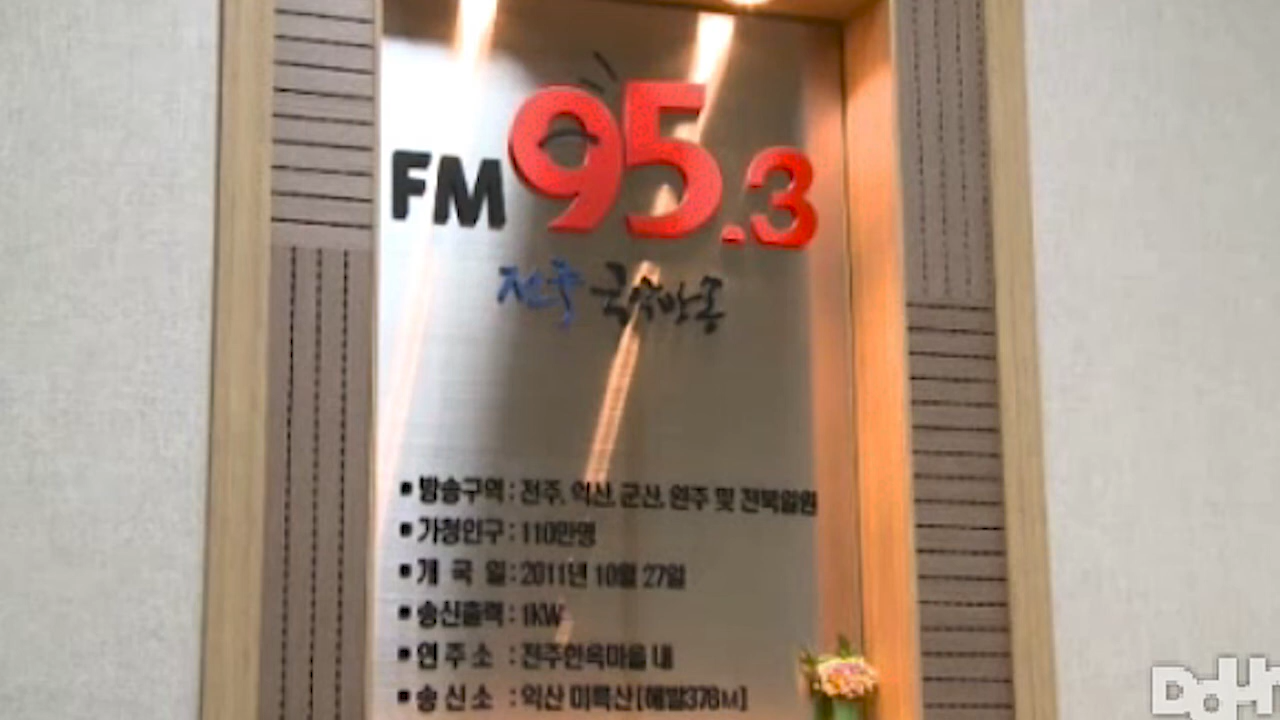 FM 95.3
전주 국악방송
▪ 방송구역 : 전주, 익산, 군산, 완주 및 전북일원
▪ 가청인구 : 110만명
▪ 개 국 일 : 2011년 10월 27일
▪ 송신출력 : 1KW
▪ 연 주 소 : 전주한옥마을 내
▪ 송 신 소 : 익산 미륵산[해발378M]